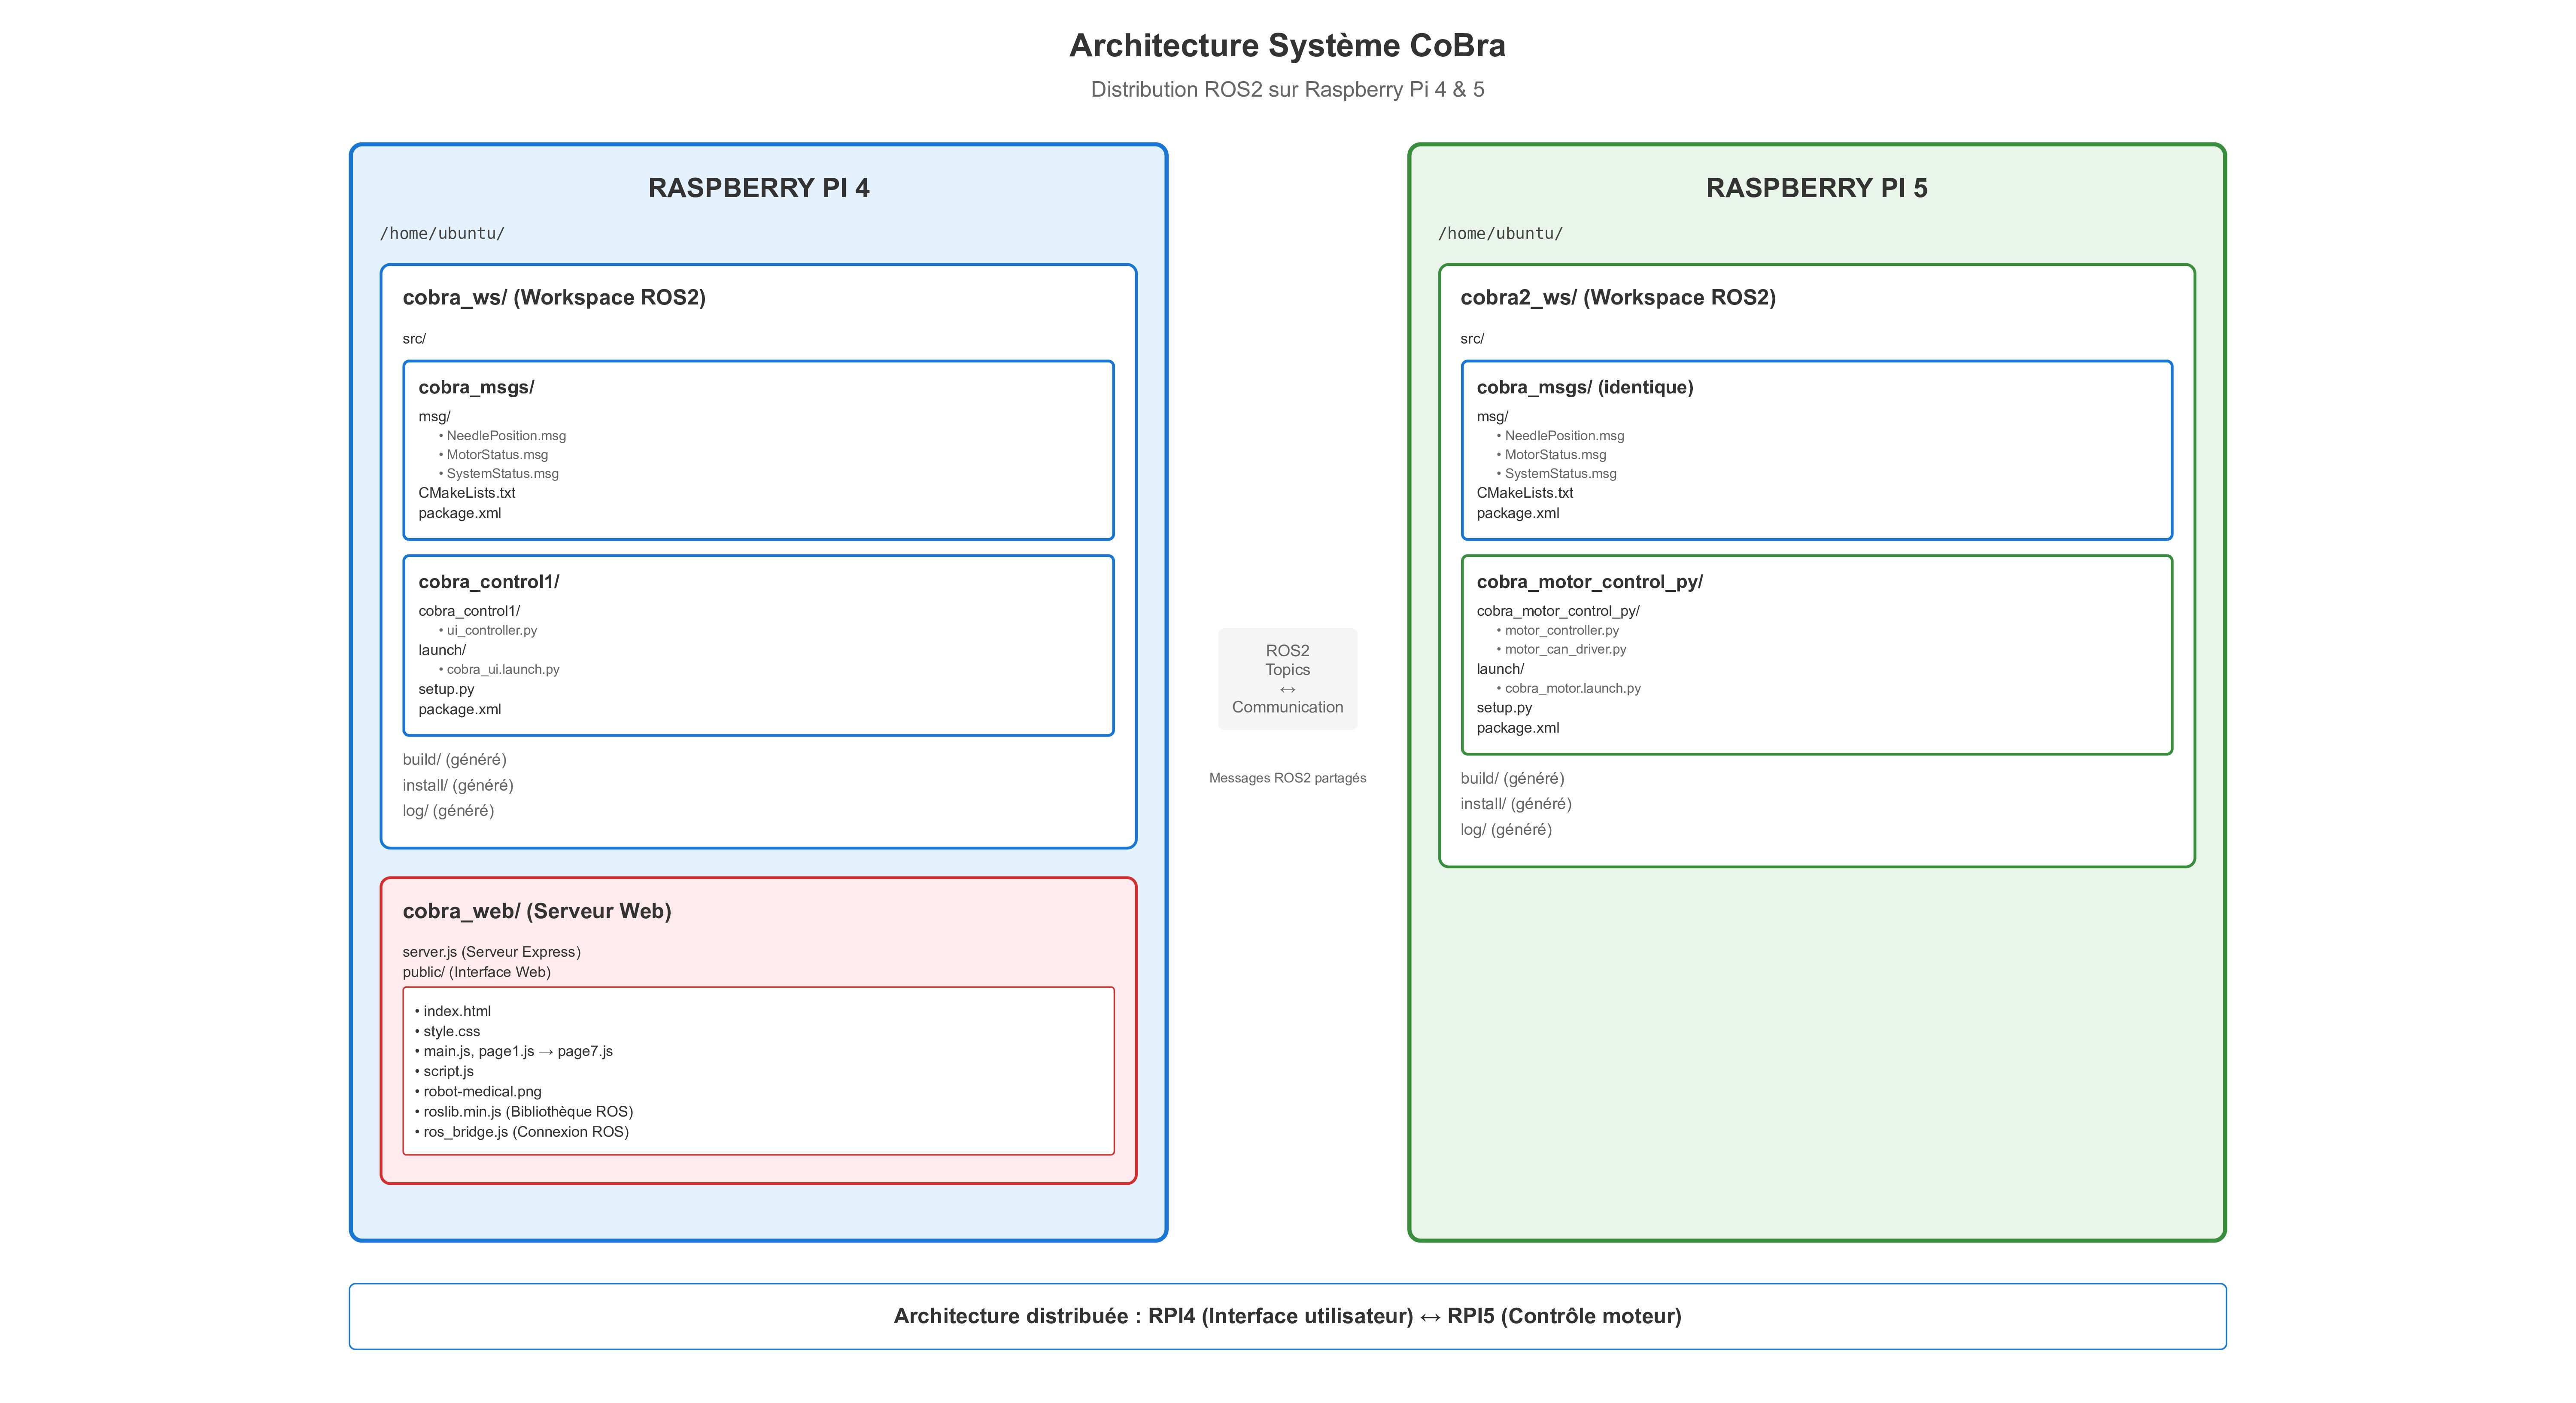 Architecture Système CoBra
Distribution ROS2 sur Raspberry Pi 4 & 5
RASPBERRY PI 4
/home/ubuntu/
cobra_ws/ (Workspace ROS2)
src/
cobra_msgs/
msg/
• NeedlePosition.msg
• MotorStatus.msg
• SystemStatus.msg
CMakeLists.txt
package.xml
cobra_control1/
cobra_control1/
• ui_controller.py
launch/
• cobra_ui.launch.py
setup.py
package.xml
build/ (généré)
install/ (généré)
log/ (généré)
cobra_web/ (Serveur Web)
server.js (Serveur Express)
public/ (Interface Web)
• index.html
• style.css
• main.js, page1.js → page7.js
• script.js
• robot-medical.png
• roslib.min.js (Bibliothèque ROS)
• ros_bridge.js (Connexion ROS)
ROS2
Topics
↔
Communication
Messages ROS2 partagés
RASPBERRY PI 5
/home/ubuntu/
cobra2_ws/ (Workspace ROS2)
src/
cobra_msgs/ (identique)
msg/
• NeedlePosition.msg
• MotorStatus.msg
• SystemStatus.msg
CMakeLists.txt
package.xml
cobra_motor_control_py/
cobra_motor_control_py/
• motor_controller.py
• motor_can_driver.py
launch/
• cobra_motor.launch.py
setup.py
package.xml
build/ (généré)
install/ (généré)
log/ (généré)
Architecture distribuée : RPI4 (Interface utilisateur) ↔ RPI5 (Contrôle moteur)